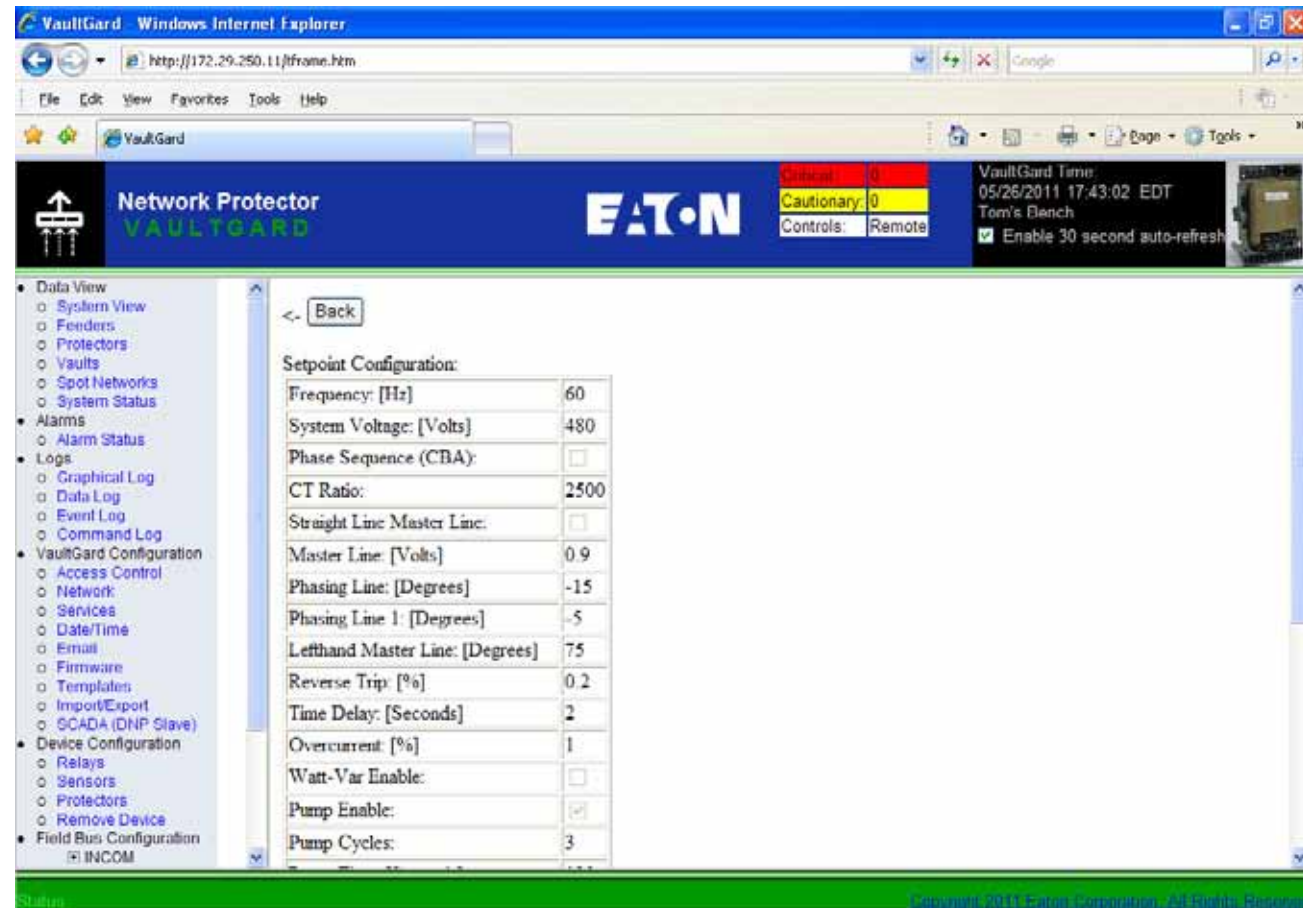 VaultGard - Windows Internet Explorer
http://172.29.250.11/tframe.htm
Google
File Edit View Favorites Tools Help
VaultGard
Page Tools
Network Protector
VAULTGARD
EATON
Critical: 0
Cautionary: 0
Controls: Remote
VaultGard Time:
05/26/2011 17:43:02 EDT
Tom's Bench
Enable 30 second auto-refresh
Data View
System View
Feeders
Protectors
Vaults
Spot Networks
System Status
Alarms
Alarm Status
Logs
Graphical Log
Data Log
Event Log
Command Log
VaultGard Configuration
Access Control
Network
Services
Date/Time
Email
Firmware
Templates
Import/Export
SCADA (DNP Slave)
Device Configuration
Relays
Sensors
Protectors
Remove Device
Field Bus Configuration
INCOM
<- Back
Setpoint Configuration:
Frequency: [Hz] 60
System Voltage: [Volts] 480
Phase Sequence (CBA):
CT Ratio: 2500
Straight Line Master Line:
Master Line: [Volts] 0.9
Phasing Line: [Degrees] -15
Phasing Line 1: [Degrees] -5
Lefthand Master Line: [Degrees] 75
Reverse Trip: [%] 0.2
Time Delay: [Seconds] 2
Overcurrent: [%] 1
Watt-Var Enable:
Pump Enable:
Pump Cycles: 3
Status
Copyright 2011 Eaton Corporation. All Rights